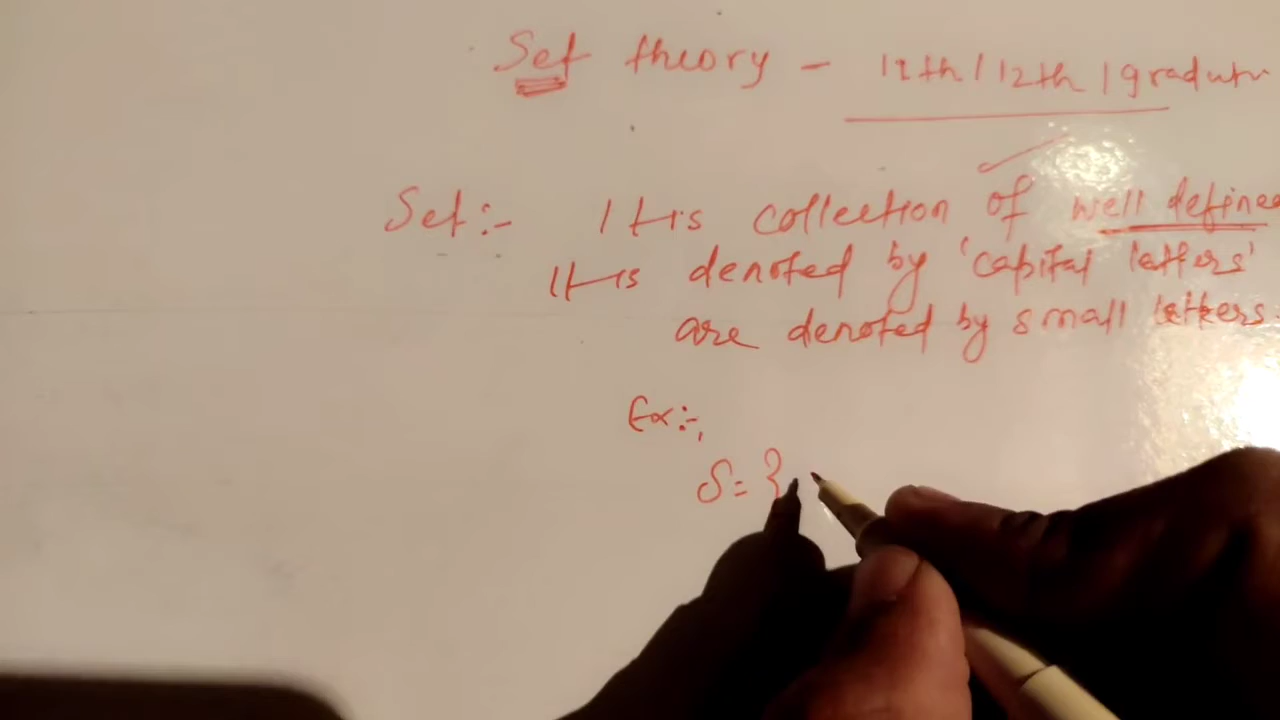 Set theory - 11th / 12th / gradut
Set:- It is collection of well defined
It is denoted by 'capital letters'
are denoted by small letters.
Ex:-,
S = {